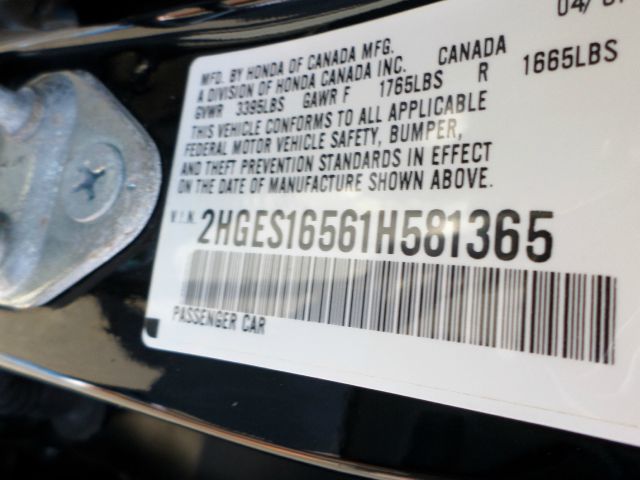 04/
MFD. BY HONDA OF CANADA MFG.
A DIVISION OF HONDA CANADA INC. CANADA
GVWR 3395LBS GAWR F 1765LBS R 1665LBS
THIS VEHICLE CONFORMS TO ALL APPLICABLE
FEDERAL MOTOR VEHICLE SAFETY, BUMPER,
AND THEFT PREVENTION STANDARDS IN EFFECT
ON THE DATE OF MANUFACTURE SHOWN ABOVE.
V.I.N. 2HGES16561H581365
PASSENGER CAR